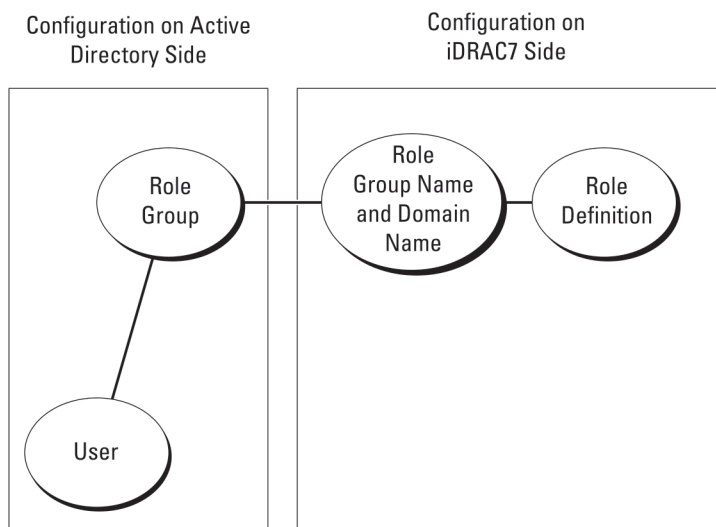 Configuration on Active
Directory Side
Configuration on
iDRAC7 Side
Role
Group
Role
Group Name
and Domain
Name
Role
Definition
User